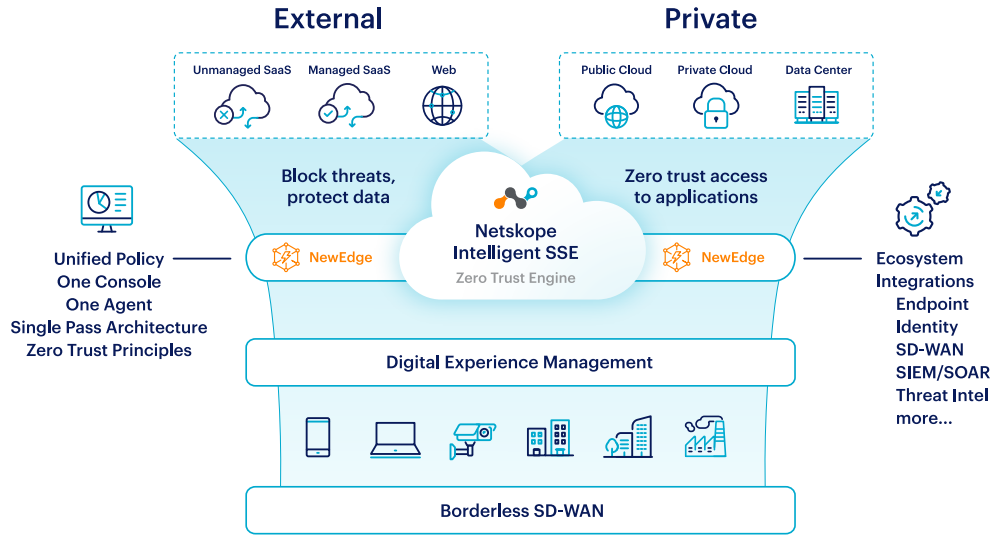 External
Private
Unmanaged SaaS
Managed SaaS
Web
Public Cloud
Private Cloud
Data Center
Block threats,
protect data
Zero trust access
to applications
Netskope
Intelligent SSE
Zero Trust Engine
NewEdge
NewEdge
Unified Policy
One Console
One Agent
Single Pass Architecture
Zero Trust Principles
Ecosystem
Integrations
Endpoint
Identity
SD-WAN
SIEM/SOAR
Threat Intel
more...
Digital Experience Management
Borderless SD-WAN